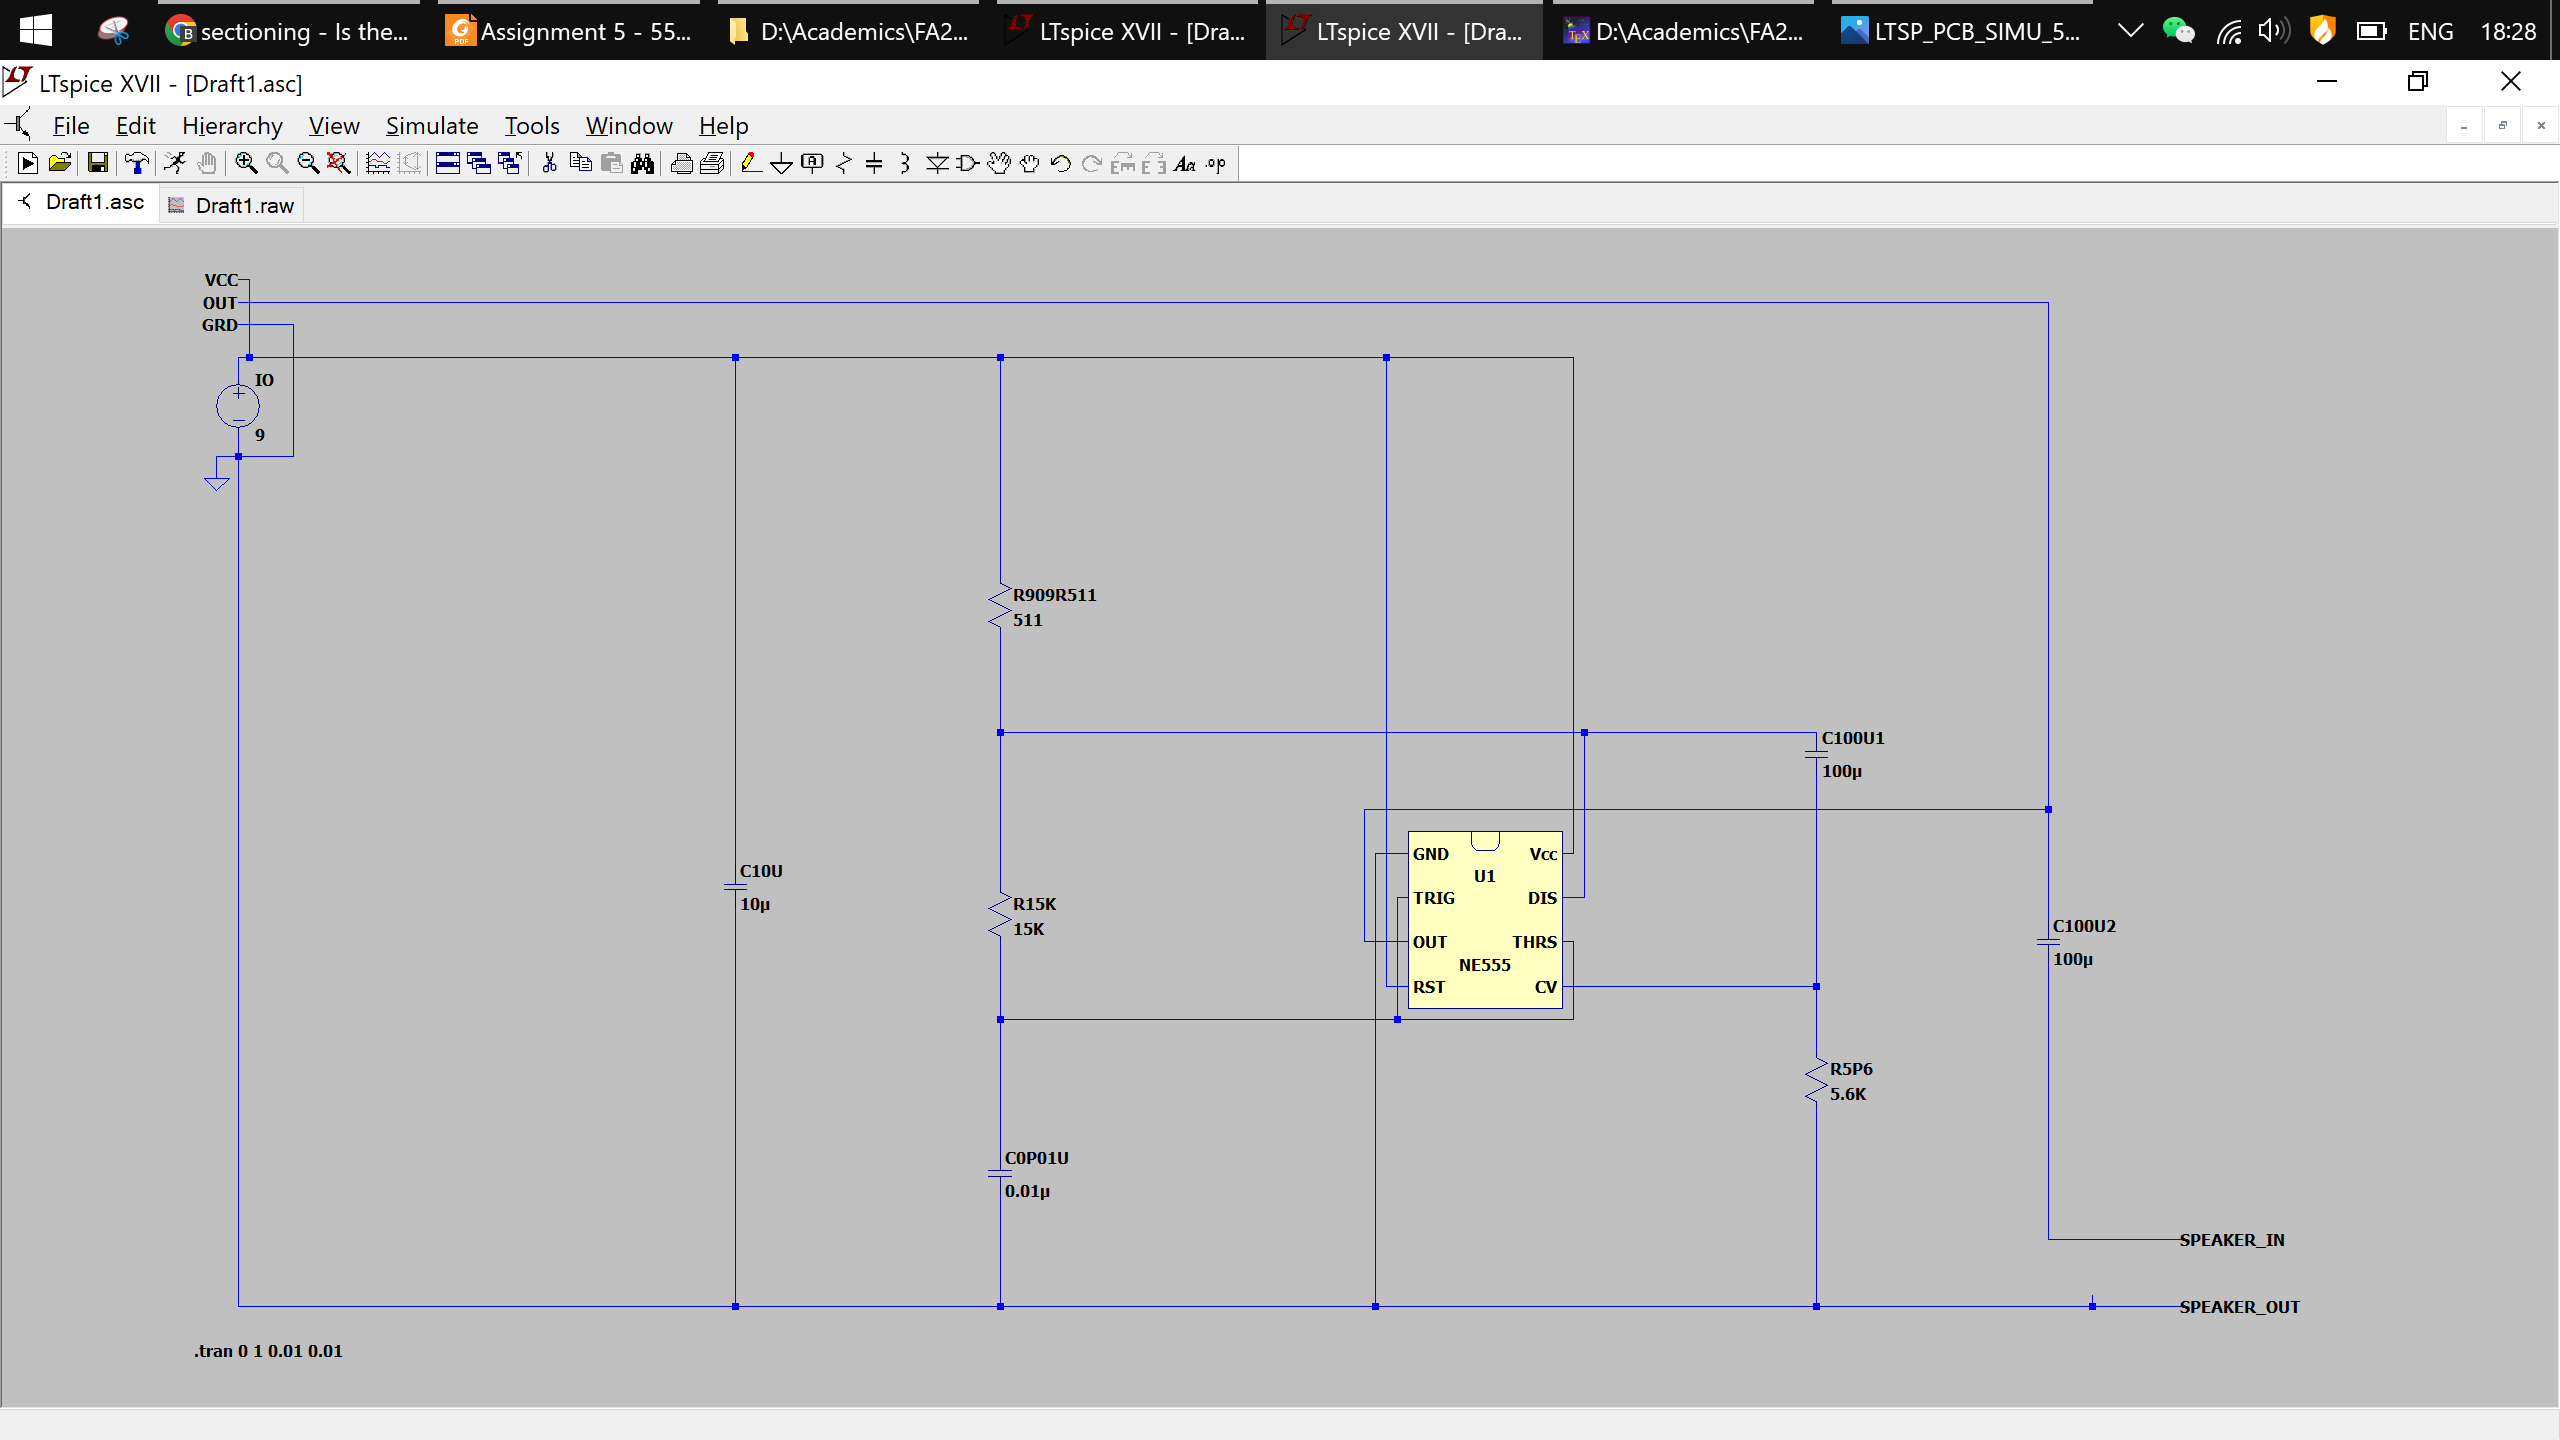 sectioning - Is the...
Assignment 5 - 55...
D:\Academics\FA2...
LTspice XVII - [Dra...
LTspice XVII - [Dra...
D:\Academics\FA2...
LTSP_PCB_SIMU_5...
ENG
18:28
LTspice XVII - [Draft1.asc]
File Edit Hierarchy View Simulate Tools Window Help
Draft1.asc
Draft1.raw
VCC
OUT
GRD
IO
9
R909R511
511
C100U1
100µ
C10U
10µ
R15K
15K
GND
Vcc
U1
TRIG
DIS
OUT
THRS
NE555
RST
CV
C100U2
100µ
R5P6
5.6K
C0P01U
0.01µ
SPEAKER_IN
SPEAKER_OUT
.tran 0 1 0.01 0.01